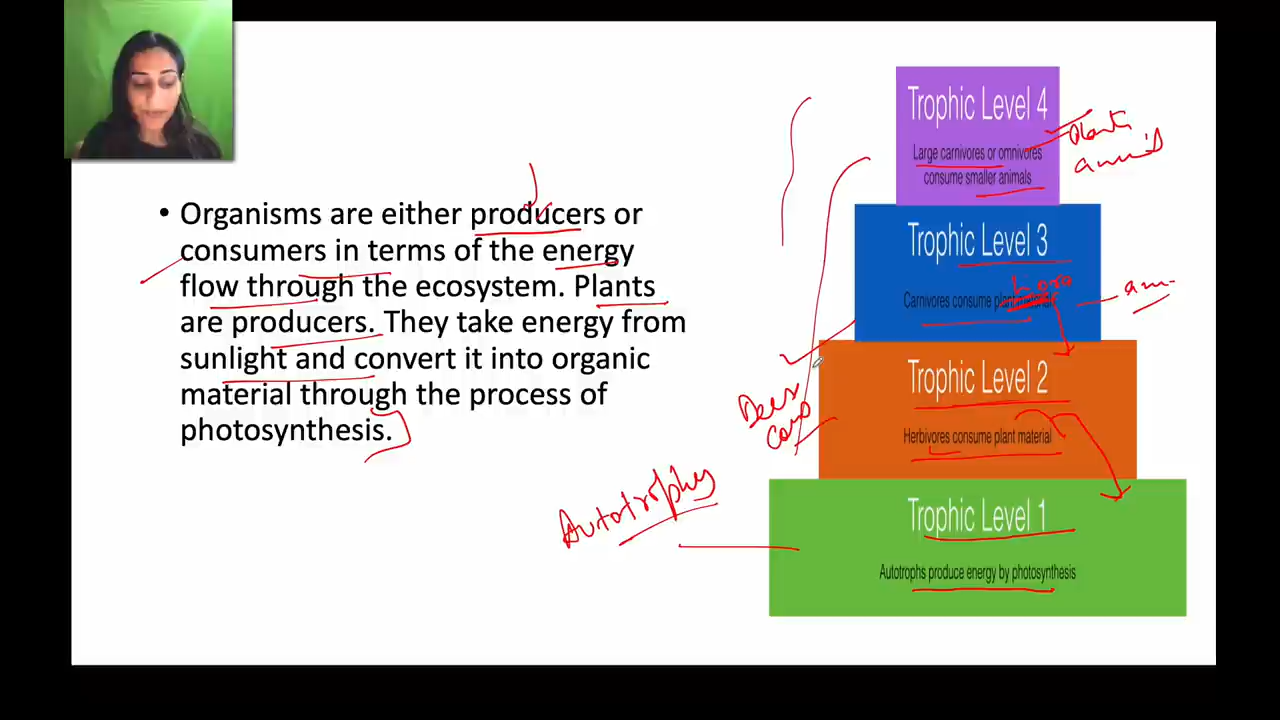 • Organisms are either producers or
consumers in terms of the energy
flow through the ecosystem. Plants
are producers. They take energy from
sunlight and convert it into organic
material through the process of
photosynthesis.
Trophic Level 4
Large carnivores or omnivores
consume smaller animals
Plants
Trophic Level 3
Carnivores consume plant material
Trophic Level 2
Herbivores consume plant material
Deer
Trophic Level 1
Autotrophs produce energy by photosynthesis